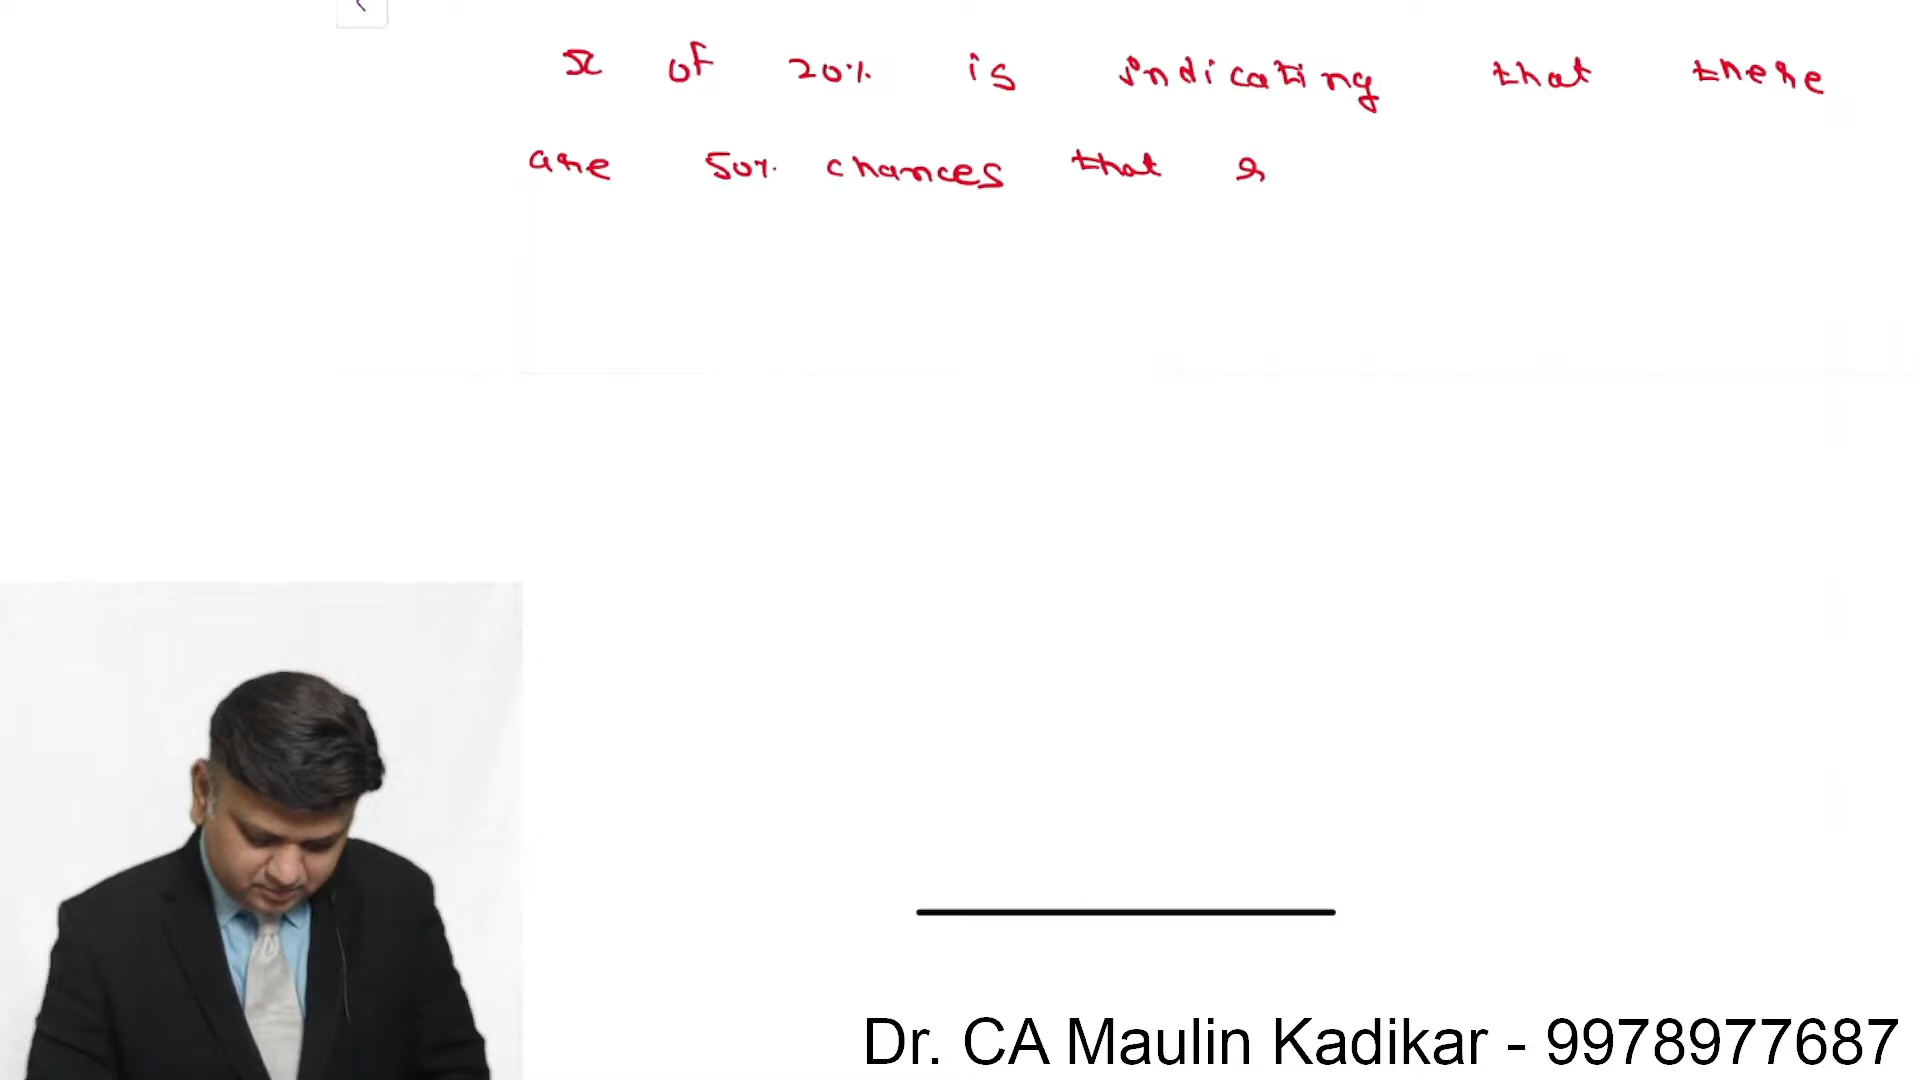 x of 20% is indicating that there
are 50% chances that r
Dr. CA Maulin Kadikar - 9978977687